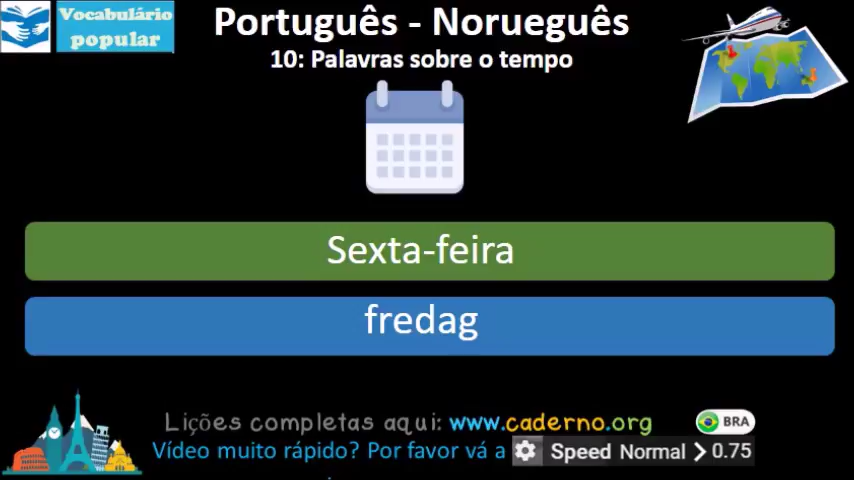 Vocabulário
popular
Português - Norueguês
10: Palavras sobre o tempo
Sexta-feira
fredag
Lições completas aqui: www.caderno.org
BRA
Vídeo muito rápido? Por favor vá a Speed Normal > 0.75